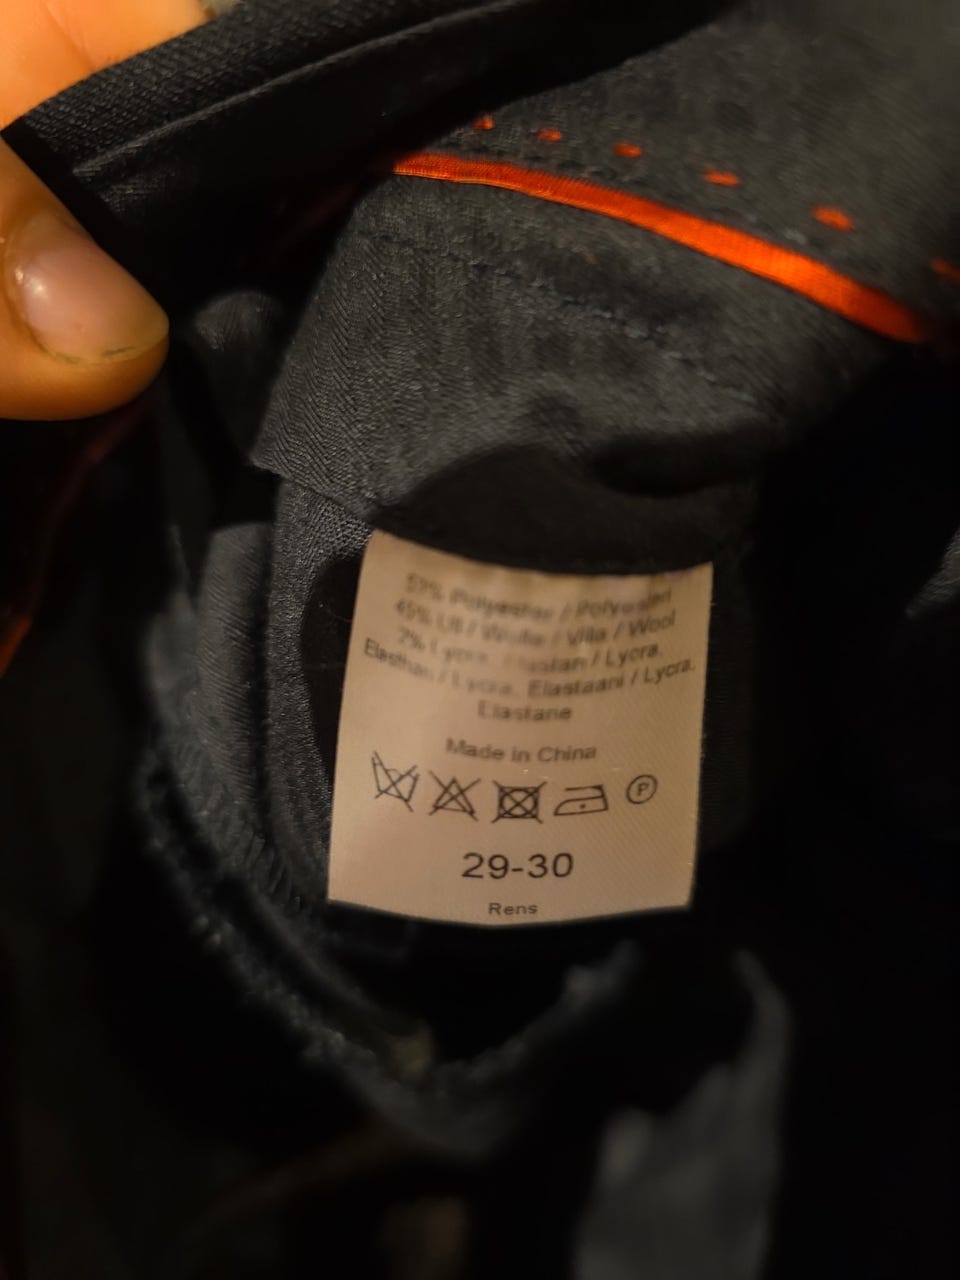 Polyester / Polyesteri
45% Ull / Wolle / Villa / Wool
2% Lycra, Elastan / Lycra,
Elasthan / Lycra, Elastaani / Lycra,
Elastane
Made in China
P
29-30
Rens